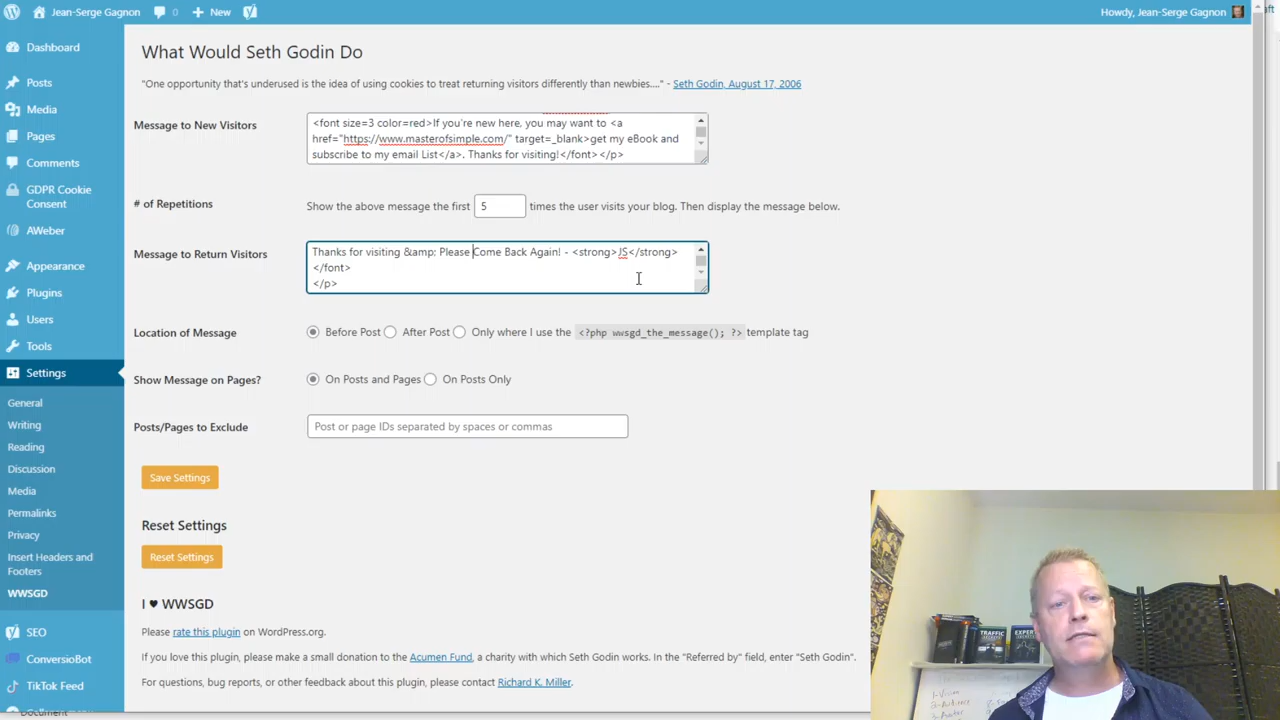 Jean-Serge Gagnon 0 New Howdy, Jean-Serge Gagnon
Dashboard
Posts
Media
Pages
Comments
GDPR Cookie
Consent
AWeber
Appearance
Plugins
Users
Tools
Settings
General
Writing
Reading
Discussion
Media
Permalinks
Privacy
Insert Headers and
Footers
WWSGD
SEO
ConversioBot
TikTok Feed
What Would Seth Godin Do
"One opportunity that's underused is the idea of using cookies to treat returning visitors differently than newbies...." - Seth Godin, August 17, 2006
Message to New Visitors
<font size=3 color=red>If you're new here, you may want to <a
href="https://www.masterofsimple.com/" target=_blank>get my eBook and
subscribe to my email List</a>. Thanks for visiting!</font></p>
# of Repetitions
Show the above message the first 5 times the user visits your blog. Then display the message below.
Message to Return Visitors
Thanks for visiting &amp; Please Come Back Again! - <strong>JS</strong>
</font>
</p>
Location of Message
Before Post After Post Only where I use the <?php wwsgd_the_message(); ?> template tag
Show Message on Pages?
On Posts and Pages On Posts Only
Posts/Pages to Exclude
Post or page IDs separated by spaces or commas
Save Settings
Reset Settings
Reset Settings
I ♥ WWSGD
Please rate this plugin on WordPress.org.
If you love this plugin, please make a small donation to the Acumen Fund, a charity with which Seth Godin works. In the "Referred by" field, enter "Seth Godin".
For questions, bug reports, or other feedback about this plugin, please contact Richard K. Miller.
TRAFFIC
EXPERT